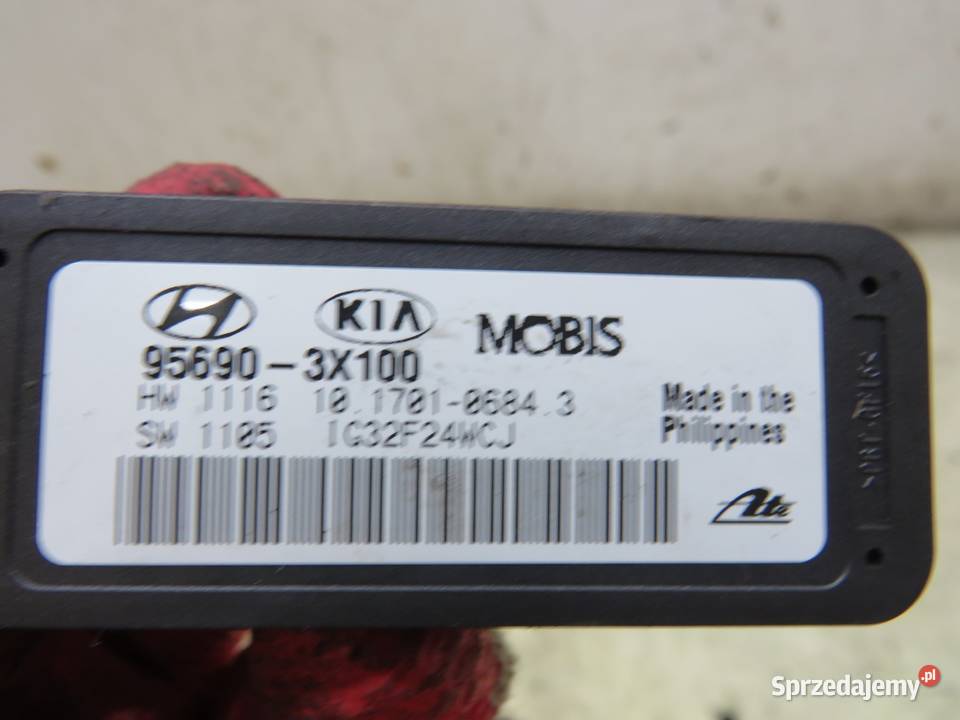 KIA MOBIS
95690-3X100
HW 1116 10.1701-0684.3
SW 1105 IG32F24WCJ
Made in the
Philippines
Ate
Sprzedajemy.pl